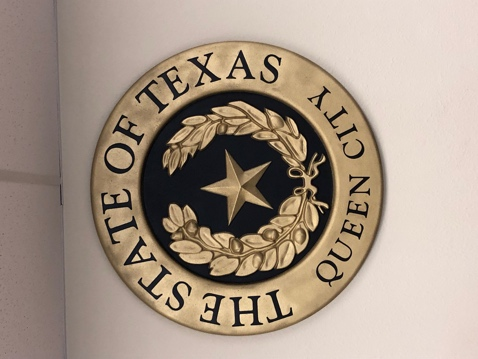 THE STATE OF TEXAS
QUEEN CITY